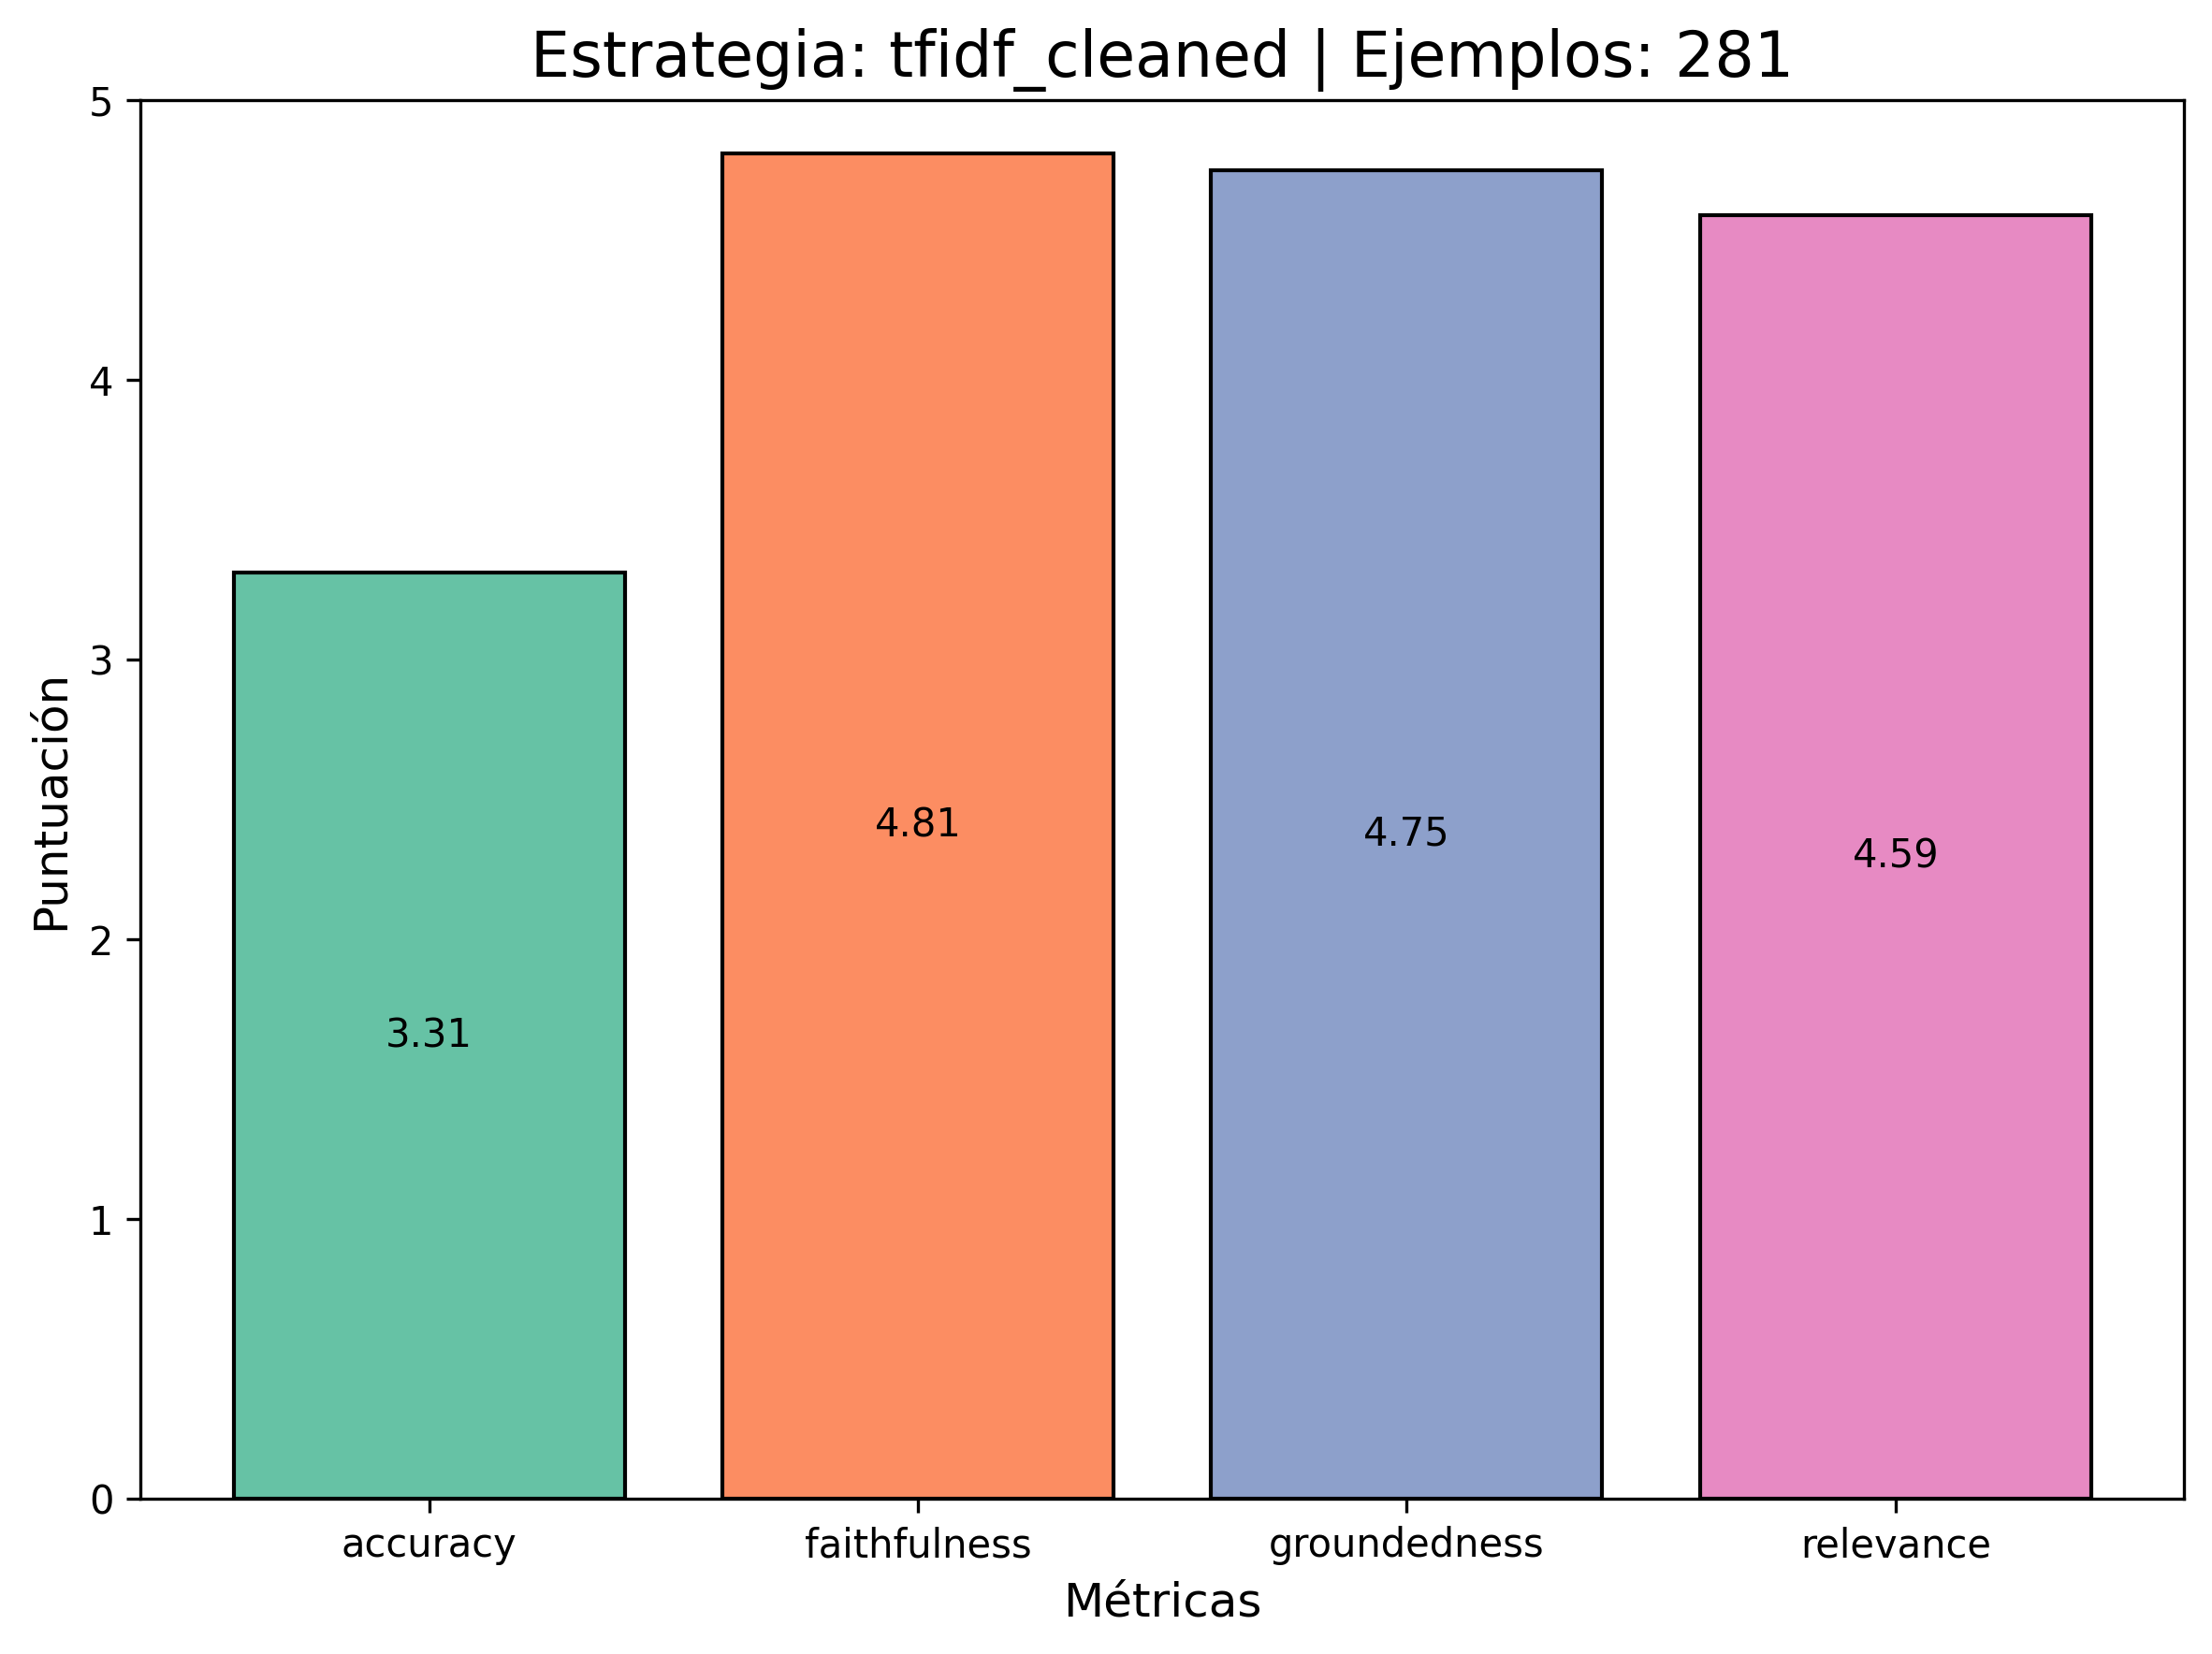 Estrategia: tfidf_cleaned | Ejemplos: 281
Puntuación
5
4
3
2
1
0
3.31
4.81
4.75
4.59
accuracy
faithfulness
groundedness
relevance
Métricas